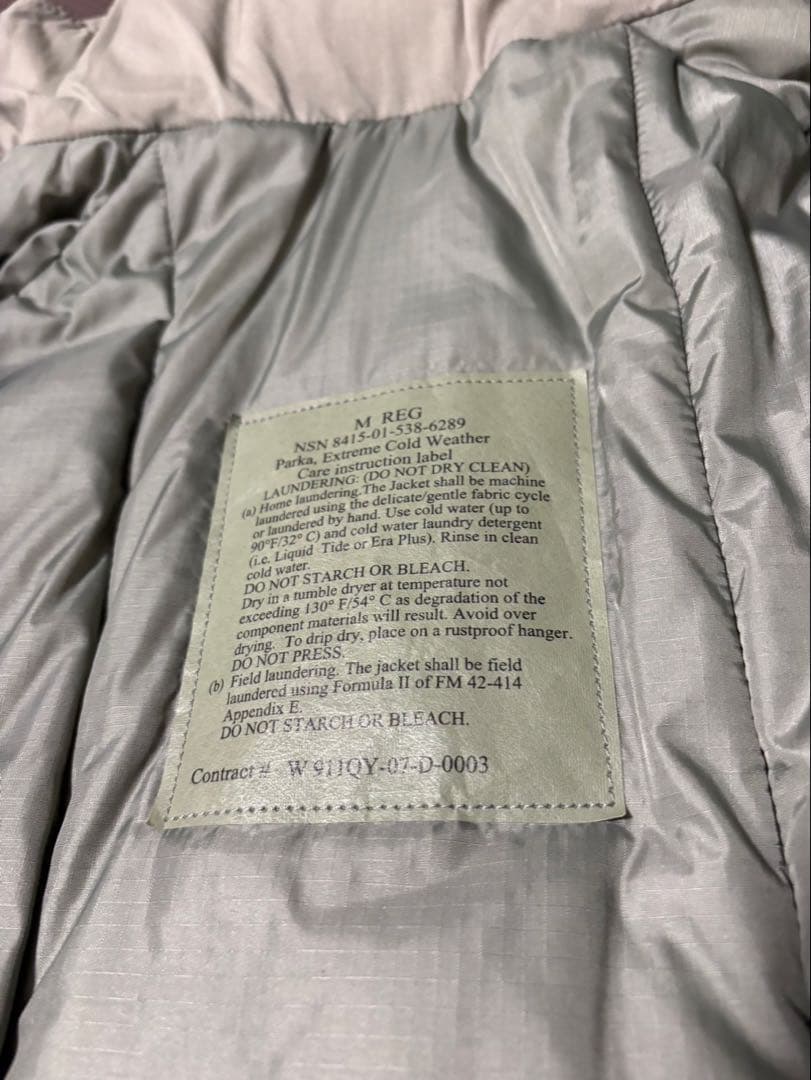 M REG
NSN 8415-01-538-6289
Parka, Extreme Cold Weather
Care instruction label
LAUNDERING: (DO NOT DRY CLEAN)
(a) Home laundering.The Jacket shall be machine
laundered using the delicate/gentle fabric cycle
or laundered by hand. Use cold water (up to
90°F/32° C) and cold water laundry detergent
(i.e. Liquid Tide or Era Plus). Rinse in clean
cold water.
DO NOT STARCH OR BLEACH.
Dry in a tumble dryer at temperature not
exceeding 130° F/54° C as degradation of the
component materials will result. Avoid over
drying. To drip dry, place on a rustproof hanger.
DO NOT PRESS.
(b) Field laundering. The jacket shall be field
laundered using Formula II of FM 42-414
Appendix E.
DO NOT STARCH OR BLEACH.
Contract # W 911QY-07-D-0003